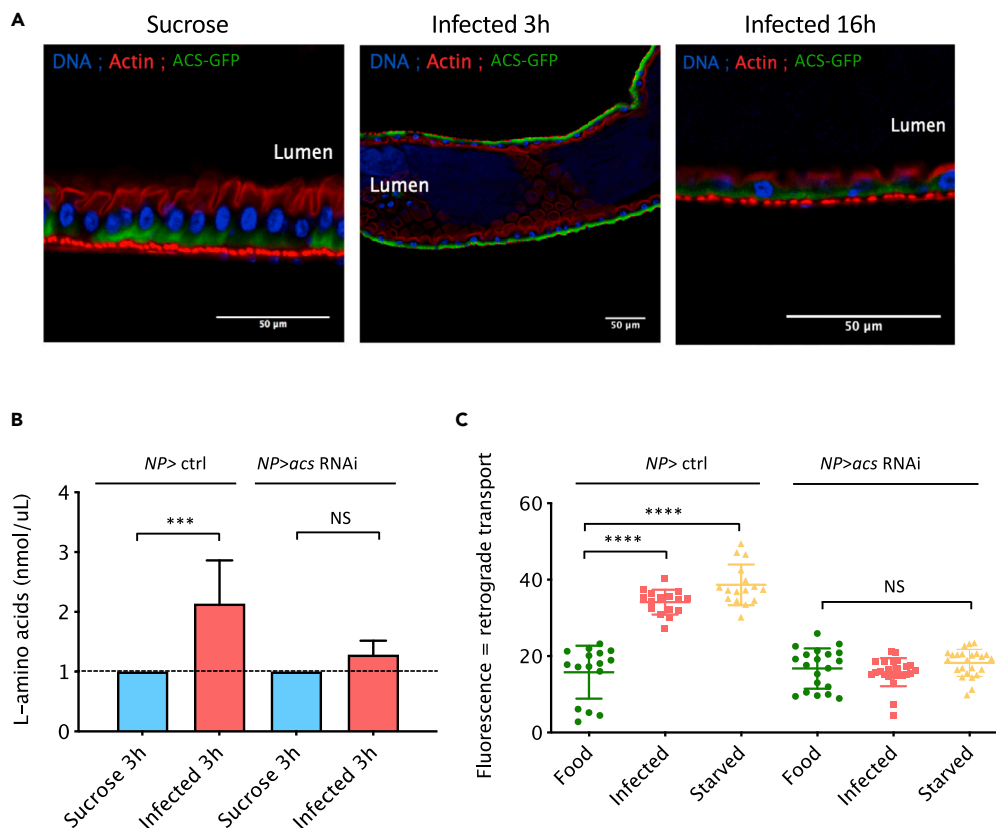 A
Sucrose
Infected 3h
Infected 16h
DNA ; Actin ; ACS-GFP
Lumen
50 µm
DNA ; Actin ; ACS-GFP
Lumen
50 µm
DNA ; Actin ; ACS-GFP
Lumen
50 µm
B
NP> ctrl
NP>acs RNAi
L-amino acids (nmol/uL)
4
3
2
1
0
***
NS
Sucrose 3h
Infected 3h
Sucrose 3h
Infected 3h
C
NP> ctrl
NP>acs RNAi
Fluorescence = retrograde transport
60
40
20
0
****
****
NS
Food
Infected
Starved
Food
Infected
Starved